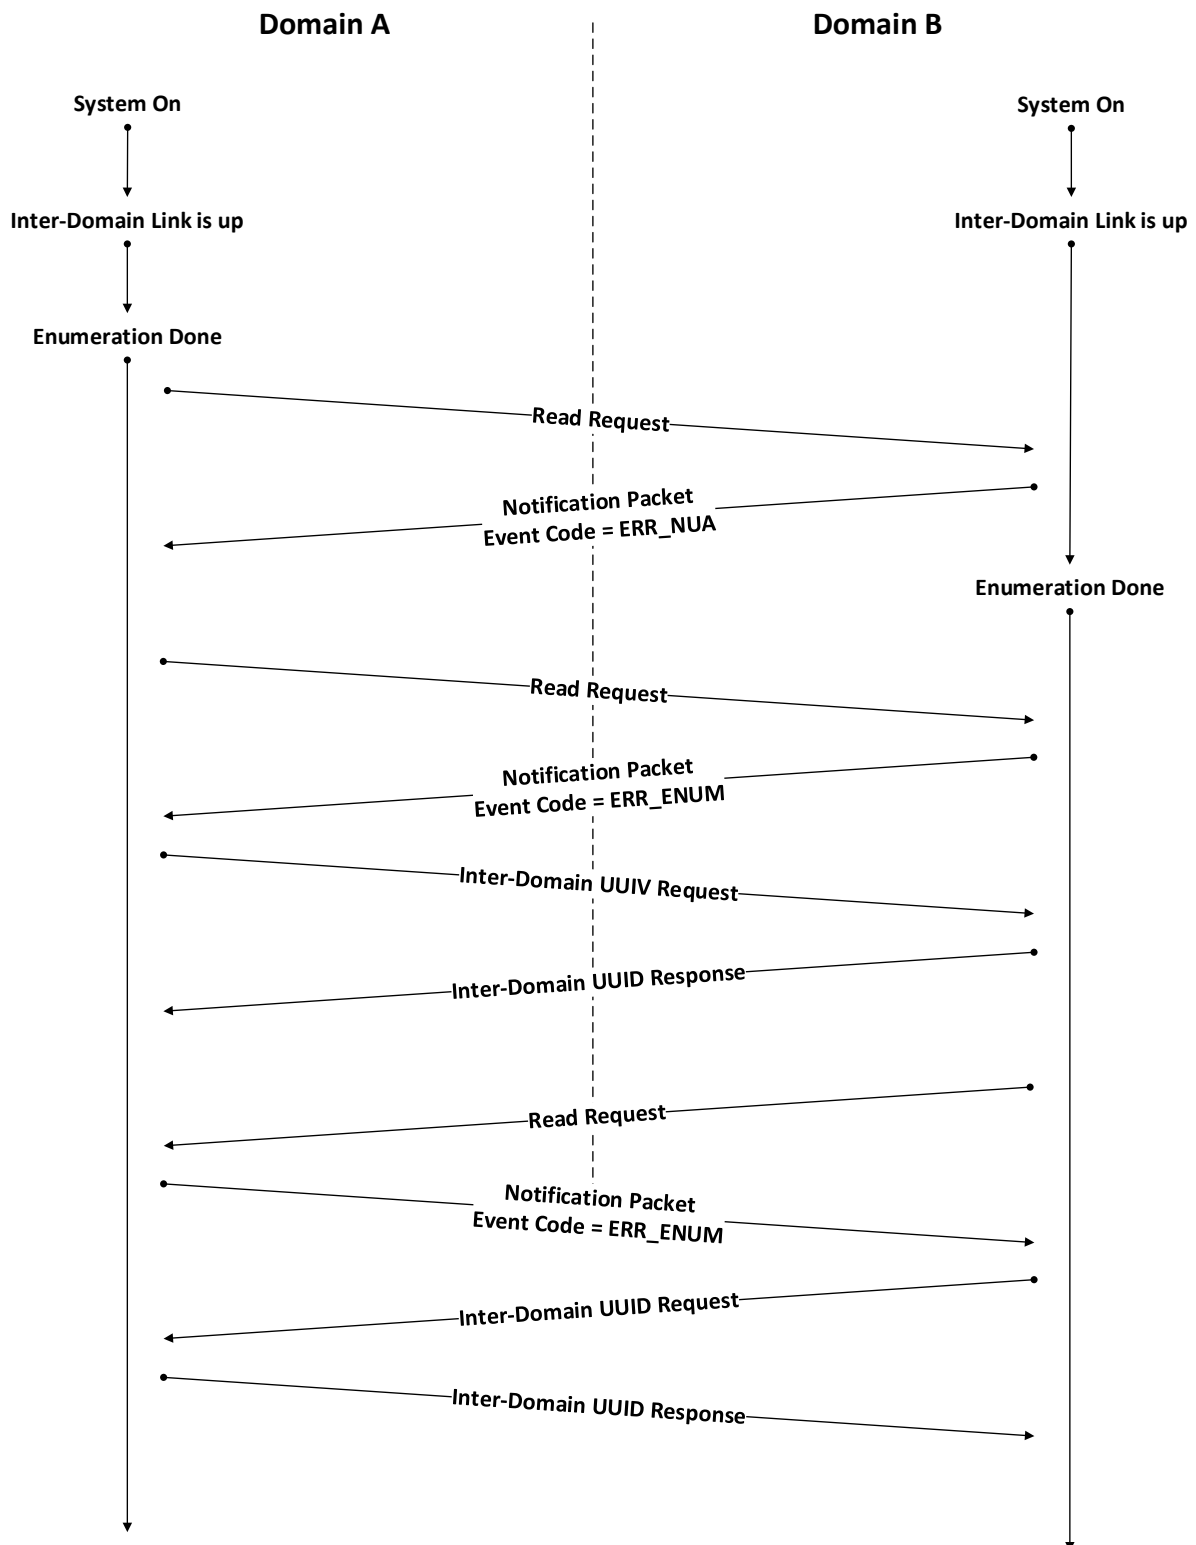 Domain A
Domain B
System On
System On
Inter-Domain Link is up
Inter-Domain Link is up
Enumeration Done
Read Request
Notification Packet
Event Code = ERR_NUA
Enumeration Done
Read Request
Notification Packet
Event Code = ERR_ENUM
Inter-Domain UUIV Request
Inter-Domain UUID Response
Read Request
Notification Packet
Event Code = ERR_ENUM
Inter-Domain UUID Request
Inter-Domain UUID Response